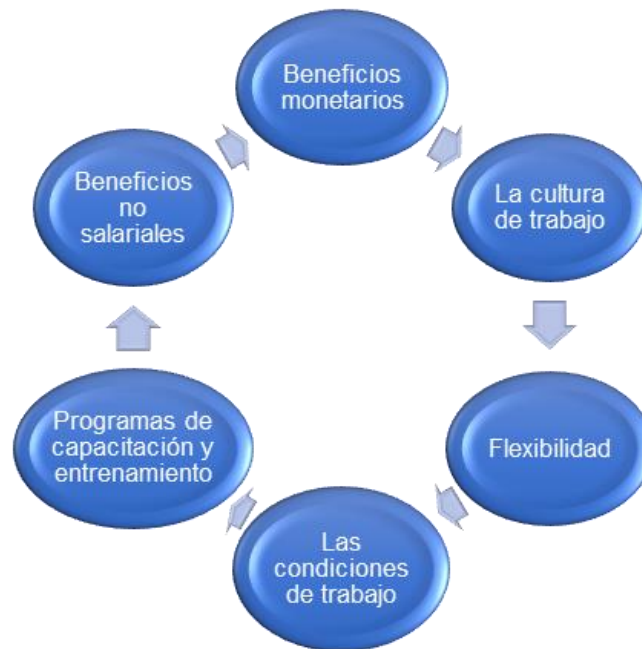 Beneficios
monetarios
La cultura
de trabajo
Flexibilidad
Las
condiciones
de trabajo
Programas de
capacitación y
entrenamiento
Beneficios
no
salariales